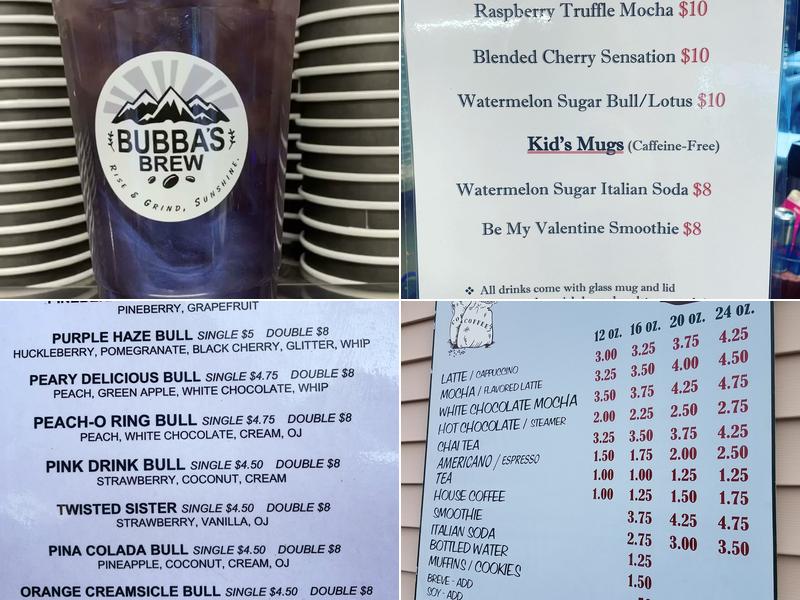 BUBBA'S
BREW
RISE & GRIND, SUNSHINE.
Raspberry Truffle Mocha $10
Blended Cherry Sensation $10
Watermelon Sugar Bull/Lotus $10
Kid's Mugs (Caffeine-Free)
Watermelon Sugar Italian Soda $8
Be My Valentine Smoothie $8
❖ All drinks come with glass mug and lid
PINEBERRY, GRAPEFRUIT
PURPLE HAZE BULL SINGLE $5 DOUBLE $8
HUCKLEBERRY, POMEGRANATE, BLACK CHERRY, GLITTER, WHIP
PEARY DELICIOUS BULL SINGLE $4.75 DOUBLE $8
PEACH, GREEN APPLE, WHITE CHOCOLATE, WHIP
PEACH-O RING BULL SINGLE $4.75 DOUBLE $8
PEACH, WHITE CHOCOLATE, CREAM, OJ
PINK DRINK BULL SINGLE $4.50 DOUBLE $8
STRAWBERRY, COCONUT, CREAM
TWISTED SISTER SINGLE $4.50 DOUBLE $8
STRAWBERRY, VANILLA, OJ
PINA COLADA BULL SINGLE $4.50 DOUBLE $8
PINEAPPLE, COCONUT, CREAM, OJ
ORANGE CREAMSICLE BULL SINGLE $4.50 DOUBLE $8
COFFEE
12 oz. 16 oz. 20 oz. 24 oz.
LATTE / CAPPUCCINO 3.00 3.25 3.75 4.25
MOCHA / FLAVORED LATTE 3.25 3.50 4.00 4.50
WHITE CHOCOLATE MOCHA 3.50 3.75 4.25 4.75
HOT CHOCOLATE / STEAMER 2.00 2.25 2.50 2.75
CHAI TEA 3.25 3.50 3.75 4.25
AMERICANO / ESPRESSO 1.50 1.75 2.00 2.50
TEA 1.00 1.00 1.25 1.25
HOUSE COFFEE 1.00 1.25 1.50 1.75
SMOOTHIE 3.75 4.25 4.75
ITALIAN SODA 2.75 3.00 3.50
BOTTLED WATER 1.25
MUFFINS / COOKIES 1.50
BREVE - ADD
SOY - ADD